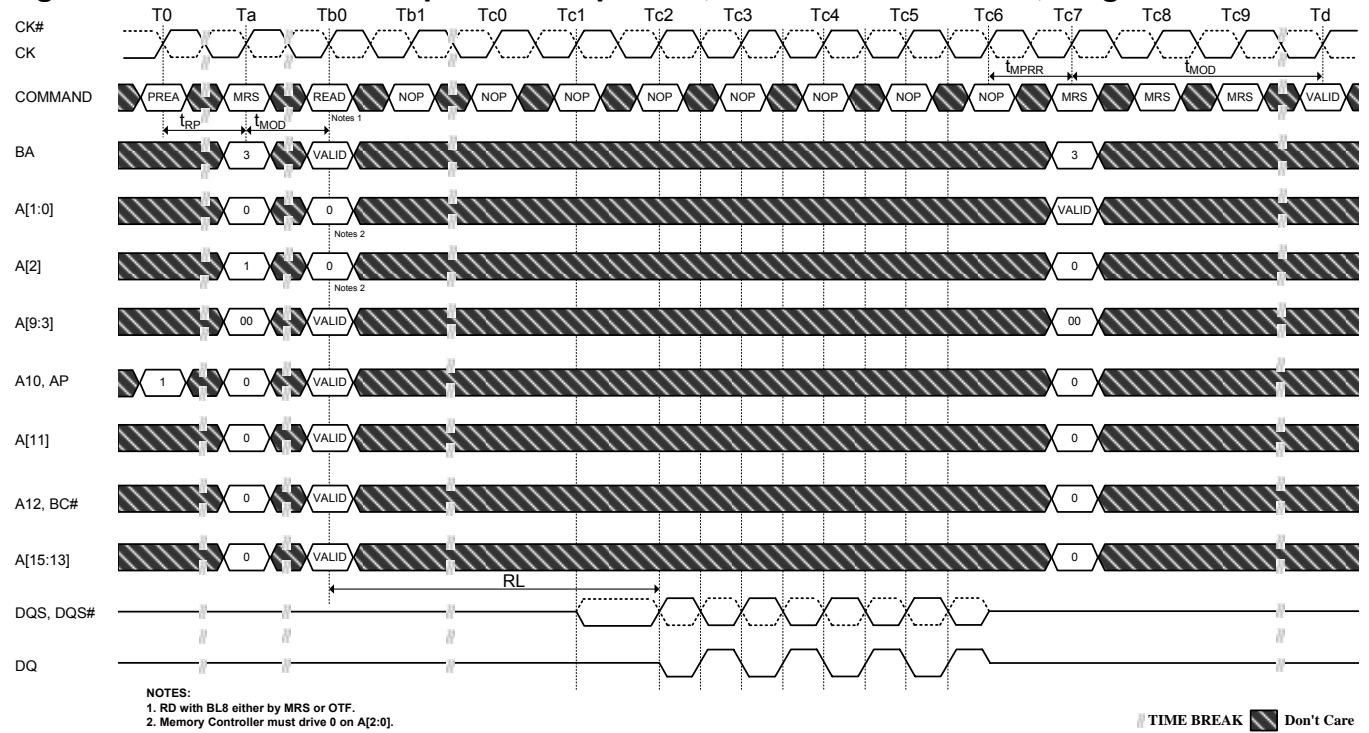 T0 Ta Tb0 Tb1 Tc0 Tc1 Tc2 Tc3 Tc4 Tc5 Tc6 Tc7 Tc8 Tc9 Td
CK#
CK
tMPRR tMOD
COMMAND PREA MRS READ NOP NOP NOP NOP NOP NOP NOP NOP MRS MRS MRS VALID
Notes 1
tRP tMOD
BA 3 VALID 3
A[1:0] 0 0 VALID
Notes 2
A[2] 1 0 0
Notes 2
A[9:3] 00 VALID 00
A10, AP 1 0 VALID 0
A[11] 0 VALID 0
A12, BC# 0 VALID 0
A[15:13] 0 VALID 0
RL
DQS, DQS#
DQ
NOTES:
1. RD with BL8 either by MRS or OTF.
2. Memory Controller must drive 0 on A[2:0].
TIME BREAK Don't Care